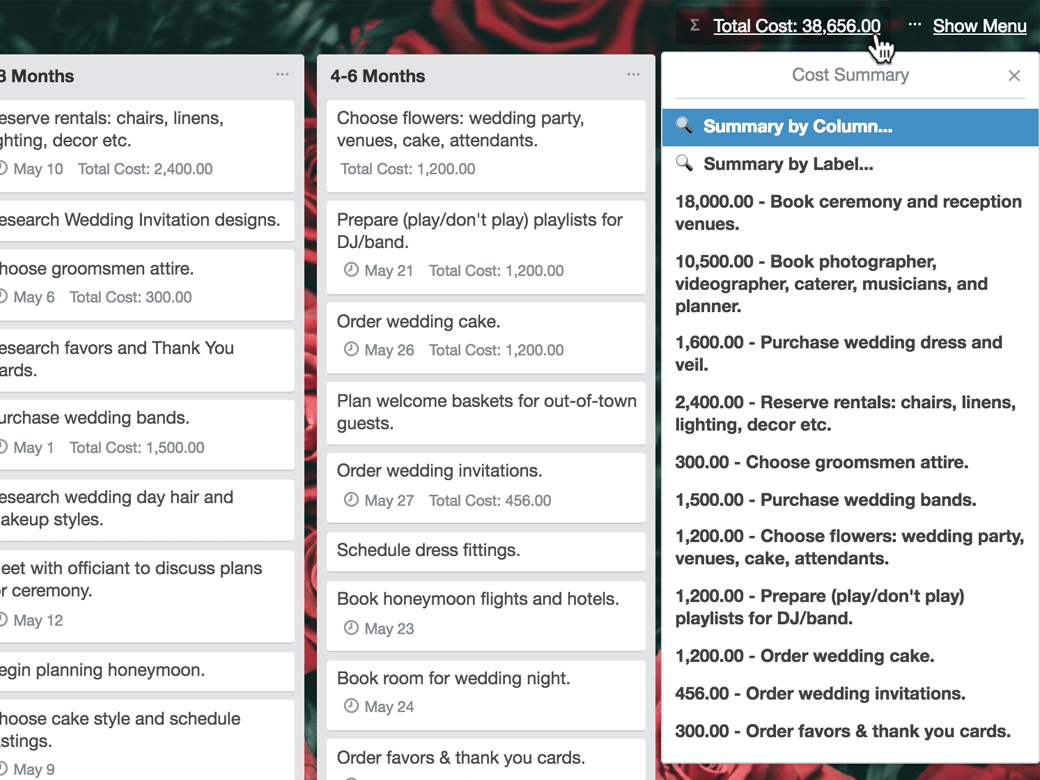 Σ Total Cost: 38,656.00 ··· Show Menu
8 Months ···
eserve rentals: chairs, linens,
ghting, decor etc.
May 10 Total Cost: 2,400.00
esearch Wedding Invitation designs.
hoose groomsmen attire.
May 6 Total Cost: 300.00
esearch favors and Thank You
ards.
urchase wedding bands.
May 1 Total Cost: 1,500.00
esearch wedding day hair and
akeup styles.
eet with officiant to discuss plans
or ceremony.
May 12
egin planning honeymoon.
hoose cake style and schedule
astings.
May 9
4-6 Months ···
Choose flowers: wedding party,
venues, cake, attendants.
Total Cost: 1,200.00
Prepare (play/don't play) playlists for
DJ/band.
May 21 Total Cost: 1,200.00
Order wedding cake.
May 26 Total Cost: 1,200.00
Plan welcome baskets for out-of-town
guests.
Order wedding invitations.
May 27 Total Cost: 456.00
Schedule dress fittings.
Book honeymoon flights and hotels.
May 23
Book room for wedding night.
May 24
Order favors & thank you cards.
Cost Summary ×
Summary by Column...
Summary by Label...
18,000.00 - Book ceremony and reception
venues.
10,500.00 - Book photographer,
videographer, caterer, musicians, and
planner.
1,600.00 - Purchase wedding dress and
veil.
2,400.00 - Reserve rentals: chairs, linens,
lighting, decor etc.
300.00 - Choose groomsmen attire.
1,500.00 - Purchase wedding bands.
1,200.00 - Choose flowers: wedding party,
venues, cake, attendants.
1,200.00 - Prepare (play/don't play)
playlists for DJ/band.
1,200.00 - Order wedding cake.
456.00 - Order wedding invitations.
300.00 - Order favors & thank you cards.